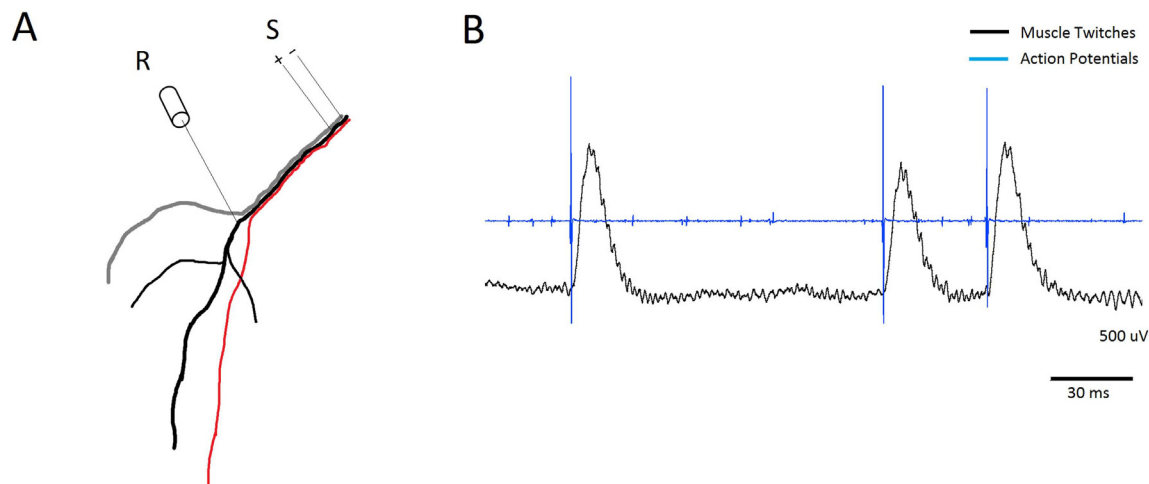 A
S
+ -
R
B
Muscle Twitches
Action Potentials
500 uV
30 ms